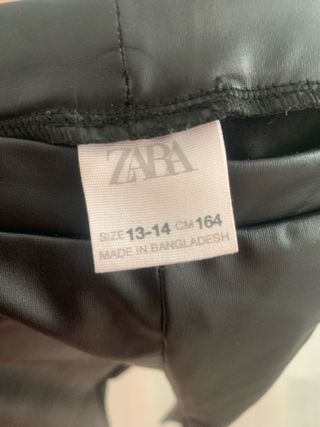 ZARA
SIZE 13-14 CM 164
MADE IN BANGLADESH